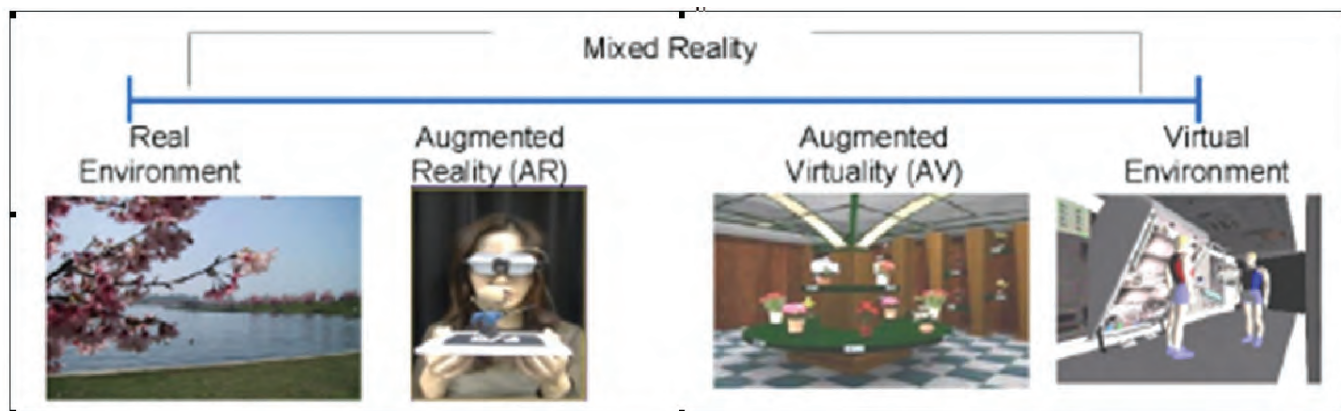 Mixed Reality
Real
Environment
Augmented
Reality (AR)
Augmented
Virtuality (AV)
Virtual
Environment